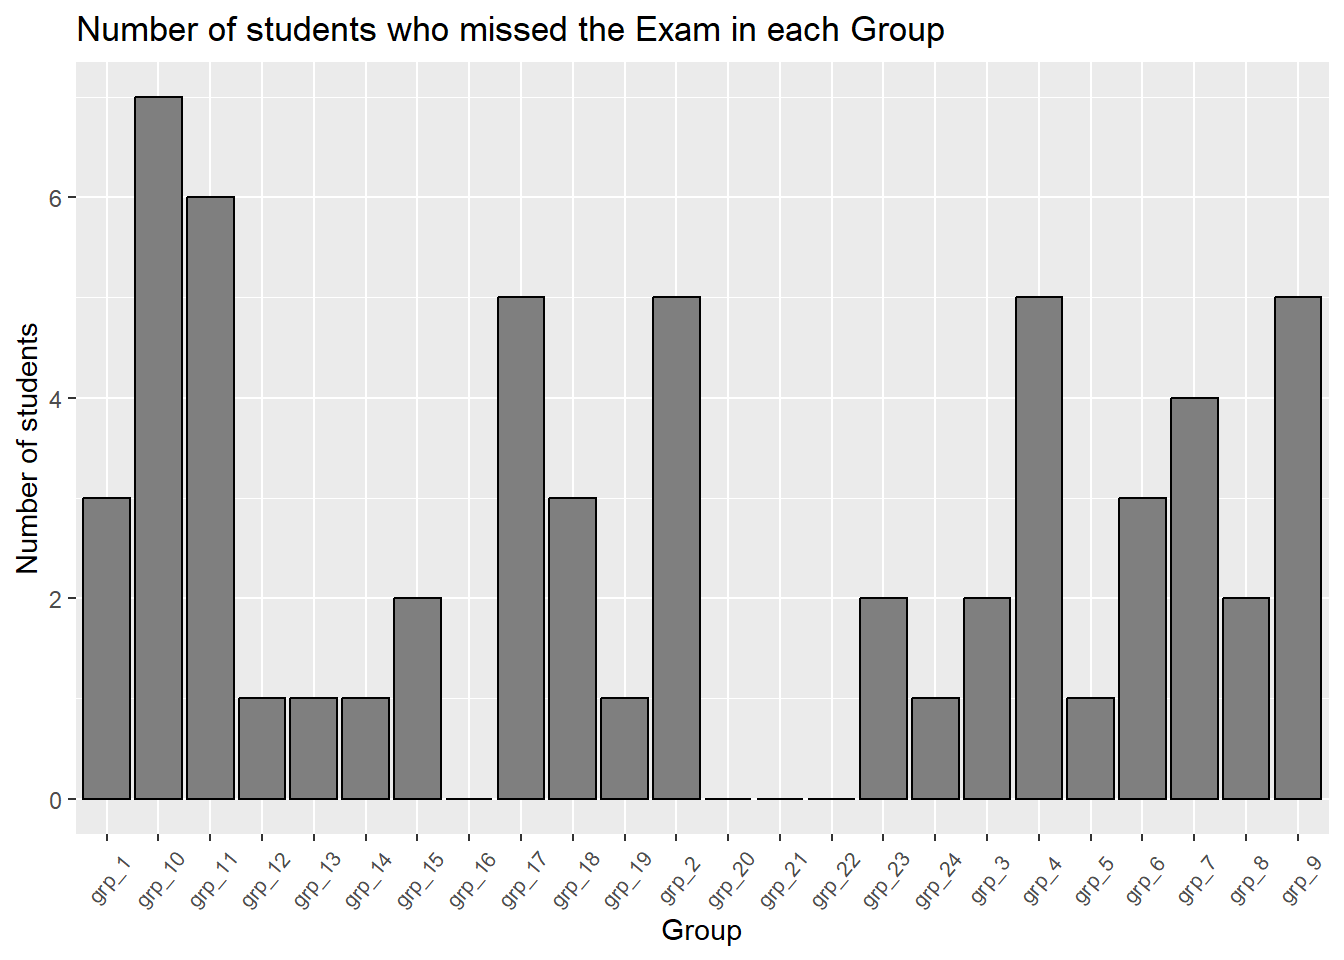 Number of students who missed the Exam in each Group
Number of students
6
4
2
0
grp_1 grp_10 grp_11 grp_12 grp_13 grp_14 grp_15 grp_16 grp_17 grp_18 grp_19 grp_2 grp_20 grp_21 grp_22 grp_23 grp_24 grp_3 grp_4 grp_5 grp_6 grp_7 grp_8 grp_9
Group